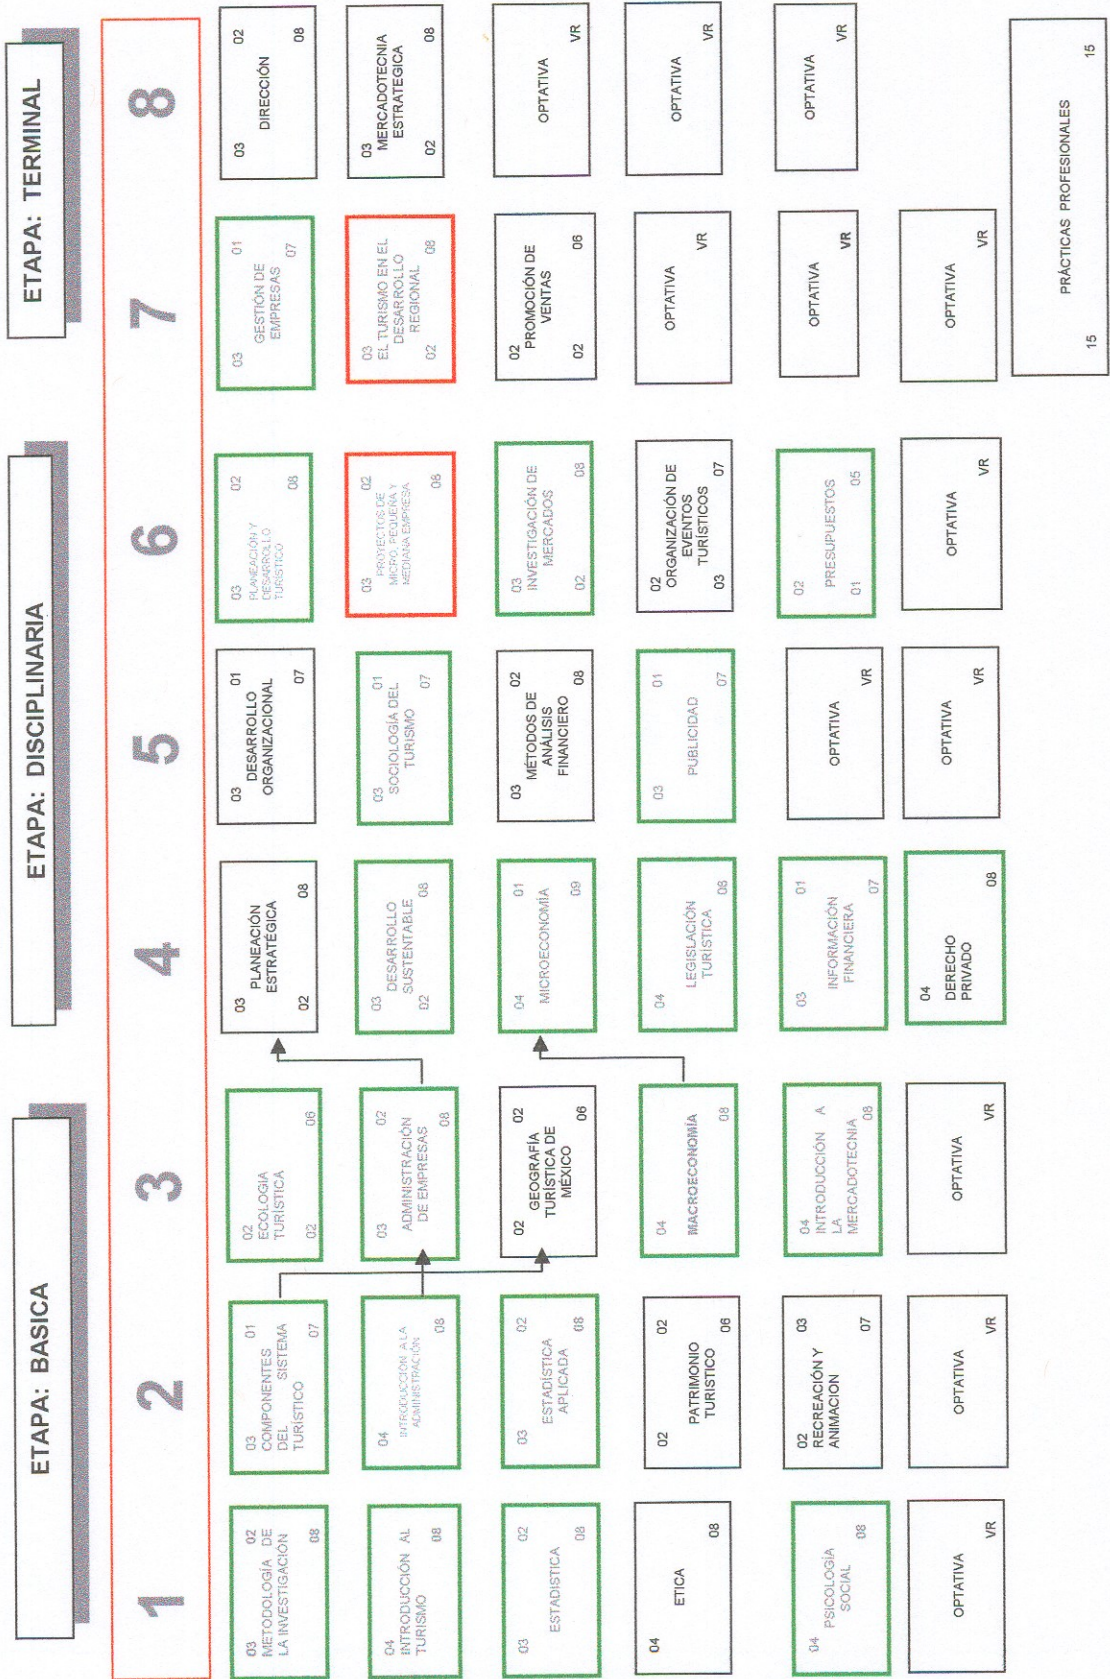 ETAPA: BASICA
ETAPA: DISCIPLINARIA
ETAPA: TERMINAL
1
2
3
4
5
6
7
8
03 02
METODOLOGÍA DE
LA INVESTIGACIÓN
08
03 01
COMPONENTES
DEL SISTEMA
TURÍSTICO
07
02
ECOLOGÍA
TURÍSTICA
02 06
03
PLANEACIÓN
ESTRATÉGICA
02 08
03 01
DESARROLLO
ORGANIZACIONAL
07
03 02
PLANEACIÓN Y
DESARROLLO
TURÍSTICO
08
03 01
GESTIÓN DE
EMPRESAS
07
03 02
DIRECCIÓN
08
04
INTRODUCCIÓN AL
TURISMO
08
04
INTRODUCCIÓN A LA
ADMINISTRACIÓN
08
03 02
ADMINISTRACIÓN
DE EMPRESAS
08
03
DESARROLLO
SUSTENTABLE
02 08
03 01
SOCIOLOGÍA DEL
TURISMO
07
03 02
PROYECTOS DE
MICRO, PEQUEÑA Y
MEDIANA EMPRESA
08
03
EL TURISMO EN EL
DESARROLLO
REGIONAL
02 08
03
MERCADOTECNIA
ESTRATEGICA
02 08
03 02
ESTADISTICA
08
03 02
ESTADÍSTICA
APLICADA
08
02 02
GEOGRAFÍA
TURÍSTICA DE
MÉXICO
06
04 01
MICROECONOMÍA
09
03 02
MÉTODOS DE
ANÁLISIS
FINANCIERO
08
03
INVESTIGACIÓN DE
MERCADOS
02 08
02
PROMOCIÓN DE
VENTAS
02 06
OPTATIVA
VR
04
ETICA
08
02 02
PATRIMONIO
TURISTICO
06
04
MACROECONOMÍA
08
04
LEGISLACIÓN
TURÍSTICA
08
03 01
PUBLICIDAD
07
02
ORGANIZACIÓN DE
EVENTOS
TURÍSTICOS
03 07
OPTATIVA
VR
OPTATIVA
VR
04
PSICOLOGÍA
SOCIAL
08
02 03
RECREACIÓN Y
ANIMACION
07
04
INTRODUCCIÓN A
LA
MERCADOTECNIA
08
03 01
INFORMACIÓN
FINANCIERA
07
OPTATIVA
VR
02
PRESUPUESTOS
01 05
OPTATIVA
VR
OPTATIVA
VR
OPTATIVA
VR
OPTATIVA
VR
OPTATIVA
VR
04
DERECHO
PRIVADO
08
OPTATIVA
VR
OPTATIVA
VR
OPTATIVA
VR
PRÁCTICAS PROFESIONALES
15 15